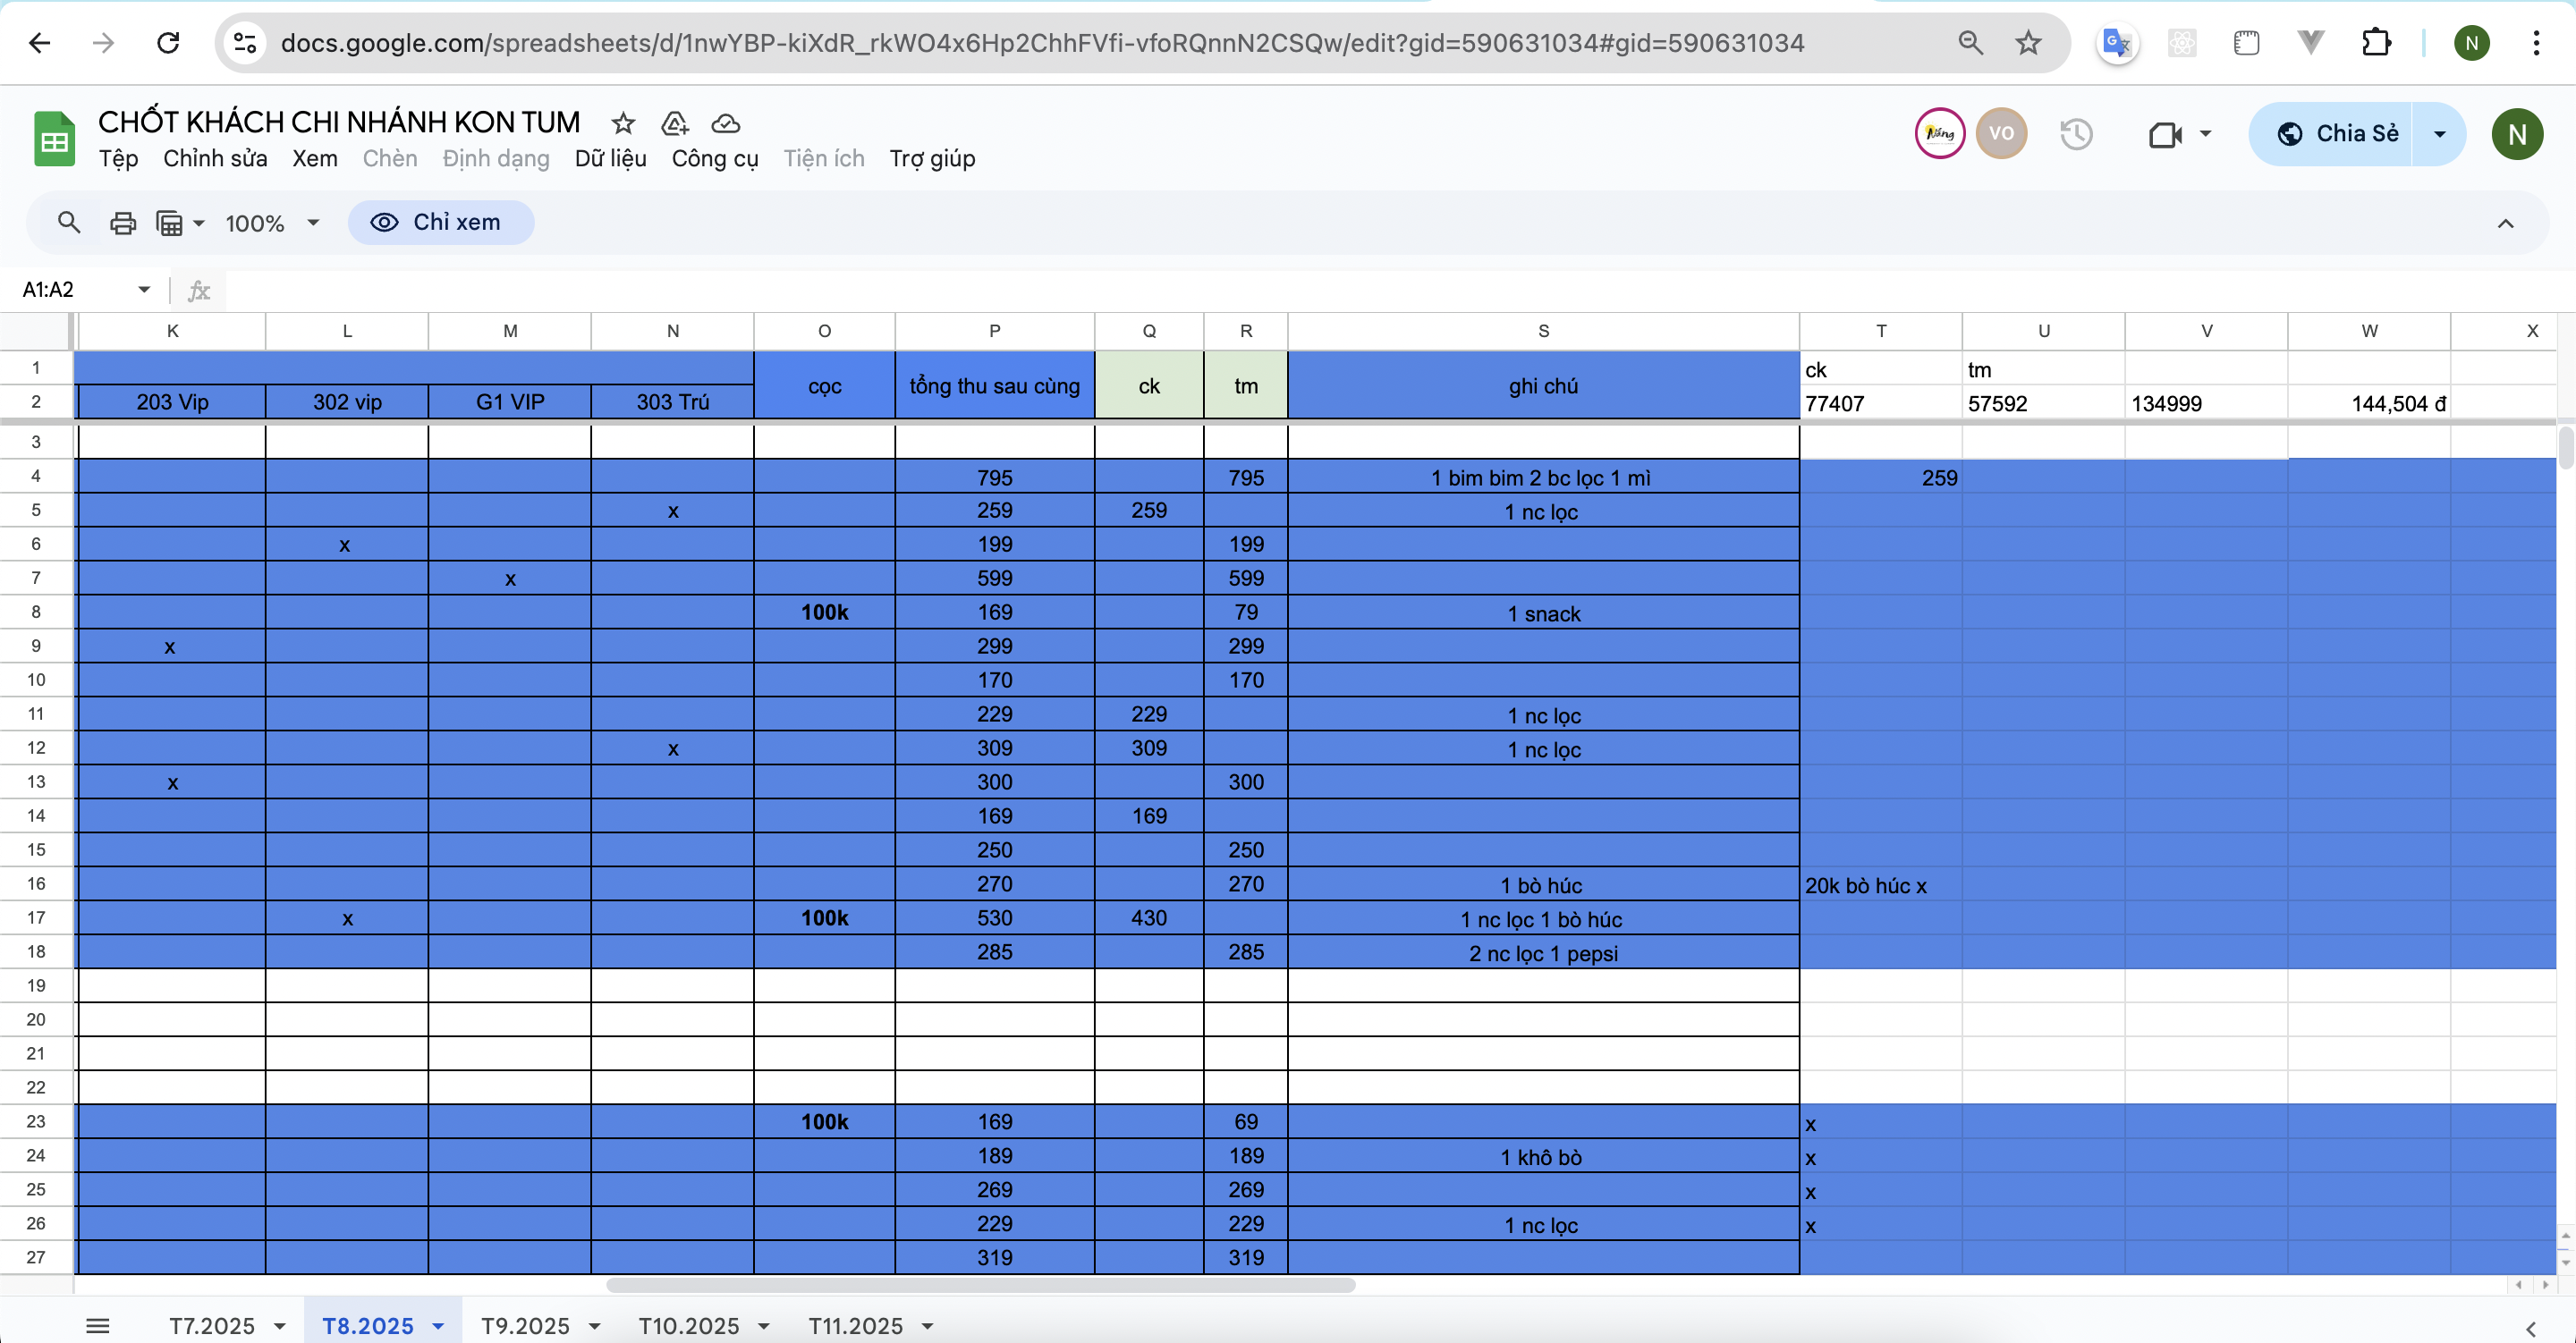 docs.google.com/spreadsheets/d/1nwYBP-kiXdR_rkWO4x6Hp2ChhFVfi-vfoRQnnN2CSQw/edit?gid=590631034#gid=590631034
N
CHỐT KHÁCH CHI NHÁNH KON TUM
Tệp Chỉnh sửa Xem Chèn Định dạng Dữ liệu Công cụ Tiện ích Trợ giúp
Nắng VO Chia Sẻ N
100% Chỉ xem
A1:A2 fx
K L M N O P Q R S T U V W X
1 cọc tổng thu sau cùng ck tm ghi chú ck tm
2 203 Vip 302 vip G1 VIP 303 Trú 77407 57592 134999 144,504 đ
3
4 795 795 1 bim bim 2 bc lọc 1 mì 259
5 x 259 259 1 nc lọc
6 x 199 199
7 x 599 599
8 100k 169 79 1 snack
9 x 299 299
10 170 170
11 229 229 1 nc lọc
12 x 309 309 1 nc lọc
13 x 300 300
14 169 169
15 250 250
16 270 270 1 bò húc 20k bò húc x
17 x 100k 530 430 1 nc lọc 1 bò húc
18 285 285 2 nc lọc 1 pepsi
19
20
21
22
23 100k 169 69 x
24 189 189 1 khô bò x
25 269 269 x
26 229 229 1 nc lọc x
27 319 319
T7.2025 T8.2025 T9.2025 T10.2025 T11.2025